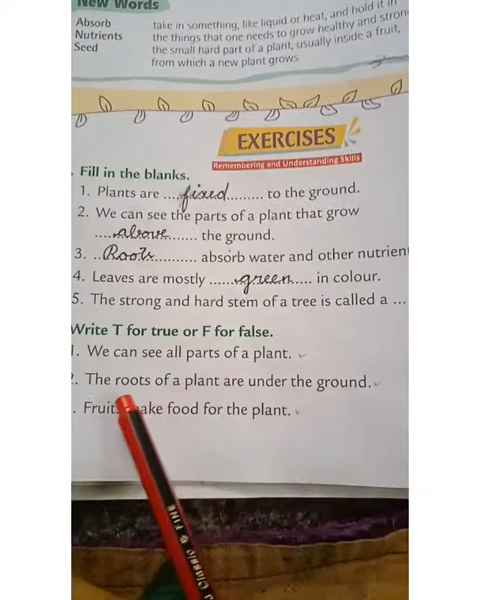 New Words
Absorb take in something, like liquid or heat, and hold it in
Nutrients the things that one needs to grow healthy and stron
Seed the small hard part of a plant, usually inside a fruit,
from which a new plant grows
EXERCISES
Remembering and Understanding Skills
. Fill in the blanks.
1. Plants are ....fixed......... to the ground.
2. We can see the parts of a plant that grow
....above....... the ground.
3. ..Roots.......... absorb water and other nutrien
4. Leaves are mostly ......green..... in colour.
5. The strong and hard stem of a tree is called a ...
Write T for true or F for false.
1. We can see all parts of a plant.
2. The roots of a plant are under the ground.
. Fruit ake food for the plant.
Classic FINE